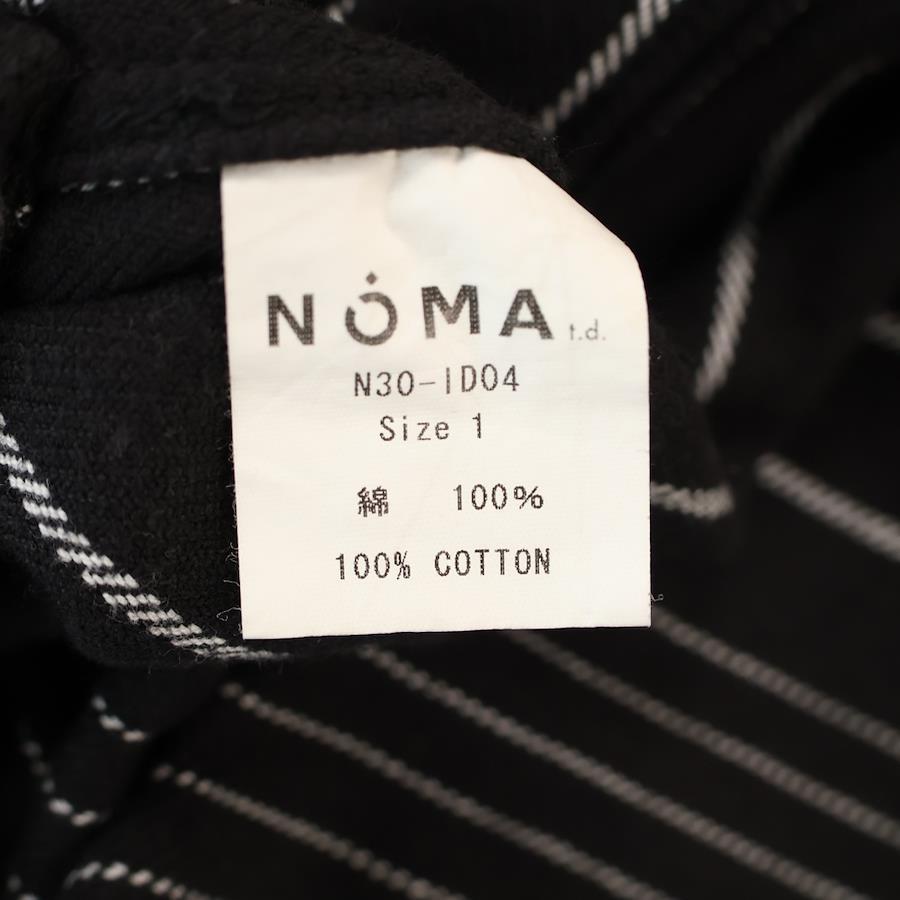 NOMA t.d.
N30-ID04
Size 1
綿 100%
100% COTTON